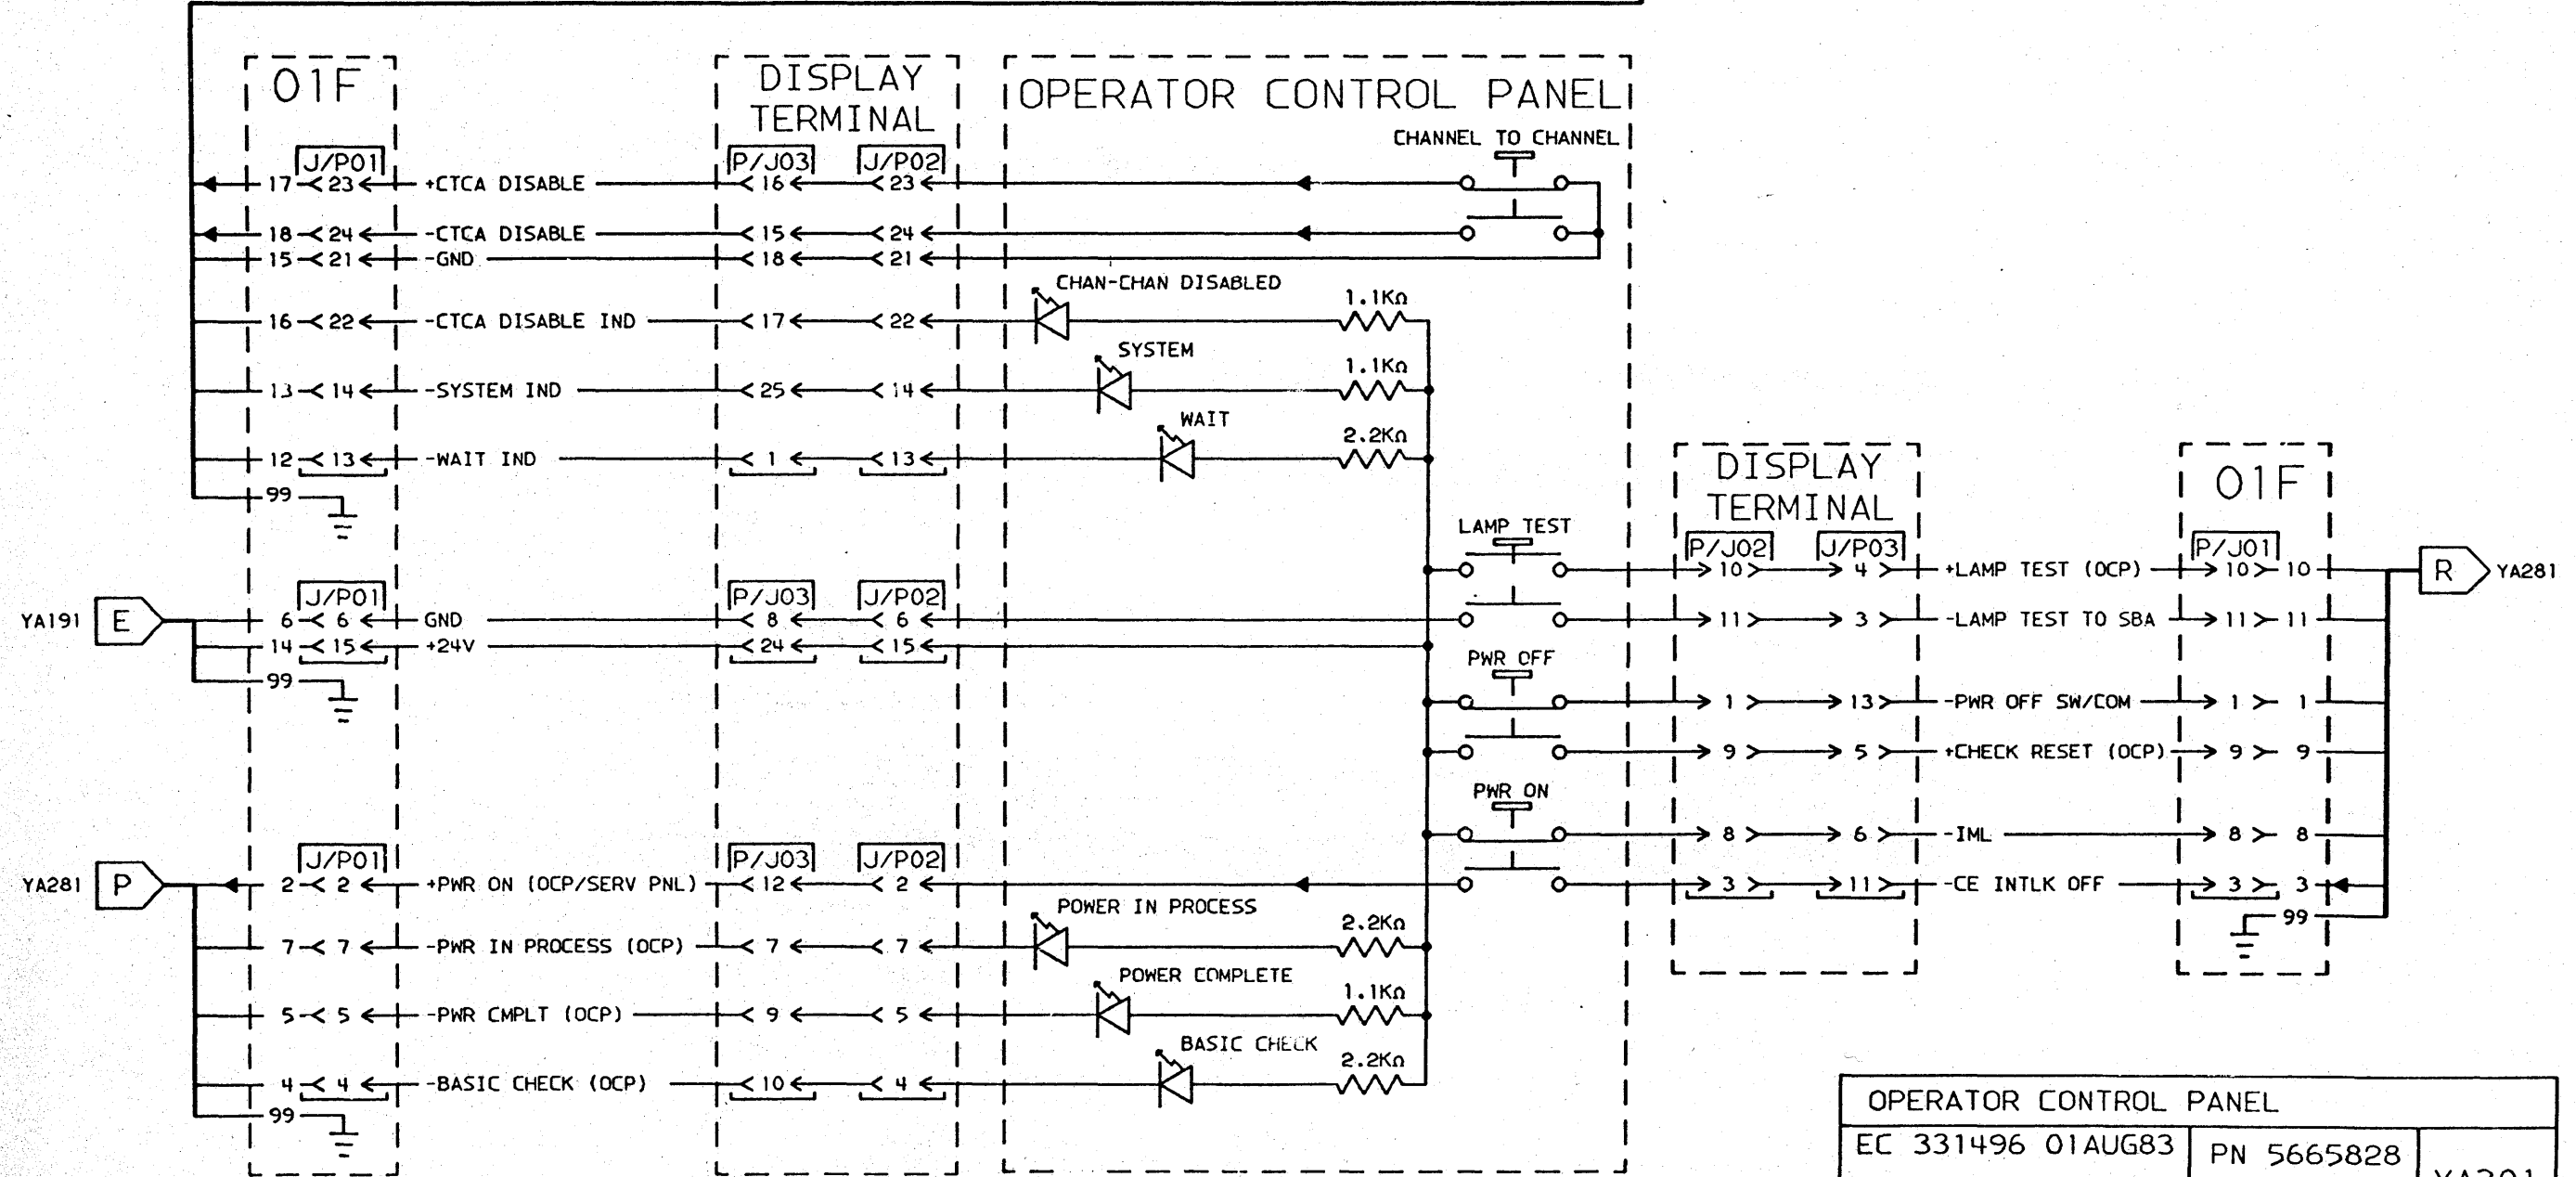 01F
DISPLAY
TERMINAL
OPERATOR CONTROL PANEL
CHANNEL TO CHANNEL
J/P01 P/J03 J/P02
17 23 +CTCA DISABLE 16 23
18 24 -CTCA DISABLE 15 24
15 21 -GND 18 21
CHAN-CHAN DISABLED 1.1KΩ
16 22 -CTCA DISABLE IND 17 22
SYSTEM 1.1KΩ
13 14 -SYSTEM IND 25 14
WAIT 2.2KΩ
12 13 -WAIT IND 1 13
99
DISPLAY
TERMINAL
01F
LAMP TEST
P/J02 J/P03 P/J01
10 4 +LAMP TEST (OCP) 10 10 R YA281
J/P01 P/J03 J/P02
YA191 E 6 6 GND 8 6 11 3 -LAMP TEST TO SBA 11 11
14 15 +24V 24 15
99
PWR OFF
1 13 -PWR OFF SW/COM 1 1
9 5 +CHECK RESET (OCP) 9 9
PWR ON
8 6 -IML 8 8
J/P01 P/J03 J/P02
YA281 P 2 2 +PWR ON (OCP/SERV PNL) 12 2 3 11 -CE INTLK OFF 3 3
99
POWER IN PROCESS 2.2KΩ
7 7 -PWR IN PROCESS (OCP) 7 7
POWER COMPLETE 1.1KΩ
5 5 -PWR CMPLT (OCP) 9 5
BASIC CHECK 2.2KΩ
4 4 -BASIC CHECK (OCP) 10 4
99
OPERATOR CONTROL PANEL
EC 331496 01AUG83 PN 5665828